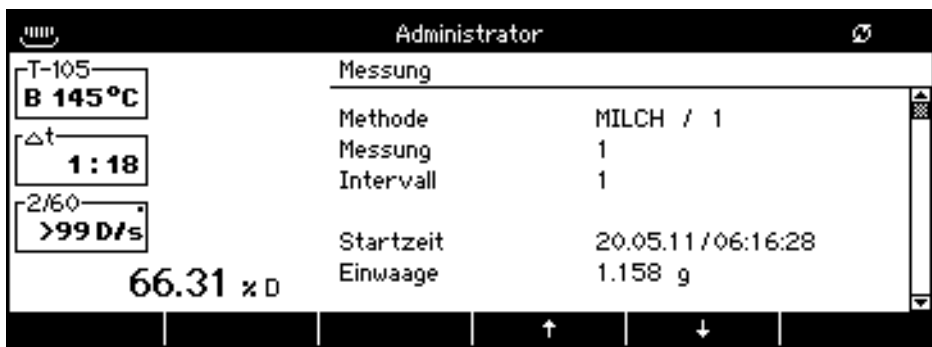 Administrator
T-105
B 145°C
△t
1:18
2/60
>99 D/s
66.31 % D
Messung
Methode MILCH / 1
Messung 1
Intervall 1
Startzeit 20.05.11/06:16:28
Einwaage 1.158 g
↑ ↓